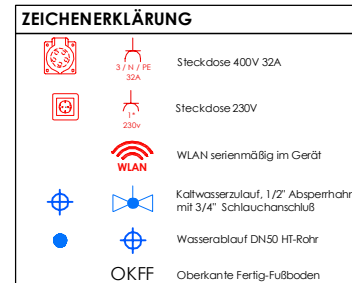 ZEICHENERKLÄRUNG
3 / N / PE
32A
Steckdose 400V 32A
1*
230v
Steckdose 230V
WLAN
WLAN serienmäßig im Gerät
Kaltwasserzulauf, 1/2" Absperrhahn
mit 3/4" Schlauchanschluß
Wasserablauf DN50 HT-Rohr
OKFF Oberkante Fertig-Fußboden